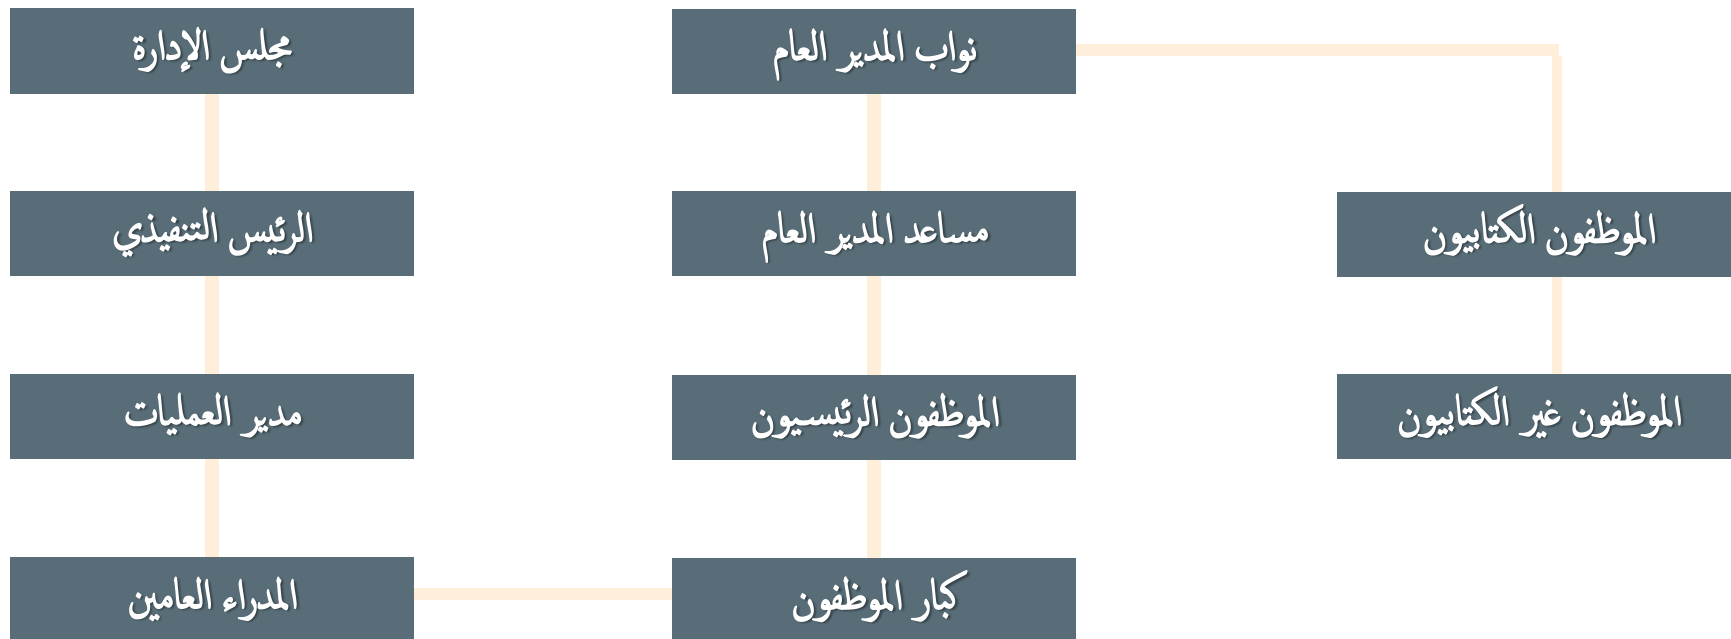 مجلس الإدارة
الرئيس التنفيذي
مدير العمليات
المدراء العامين
نواب المدير العام
مساعد المدير العام
الموظفون الرئيسيون
كبار الموظفون
الموظفون الكتابيون
الموظفون غير الكتابيون